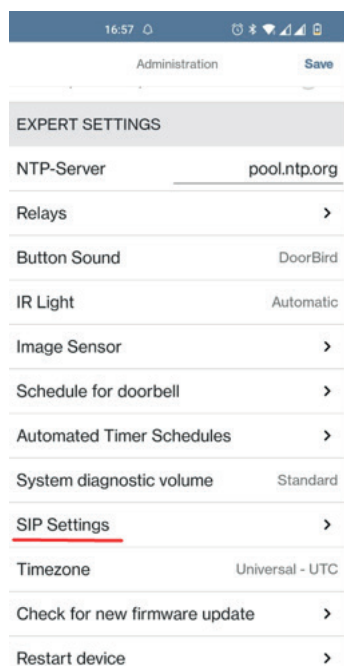 16:57
Administration Save
EXPERT SETTINGS
NTP-Server pool.ntp.org
Relays
Button Sound DoorBird
IR Light Automatic
Image Sensor
Schedule for doorbell
Automated Timer Schedules
System diagnostic volume Standard
SIP Settings
Timezone Universal - UTC
Check for new firmware update
Restart device